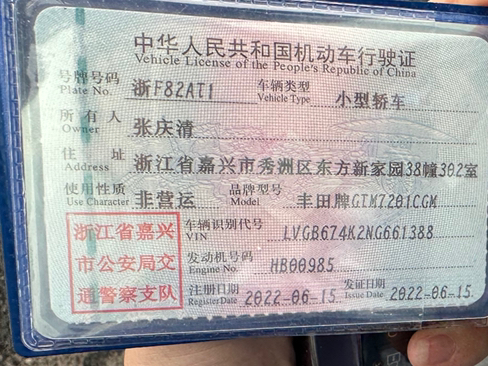 中华人民共和国机动车行驶证
Vehicle License of the People's Republic of China
号牌号码 Plate No. 浙F82AT1 车辆类型 Vehicle Type 小型轿车
所有人 Owner 张庆清
住址 Address 浙江省嘉兴市秀洲区东方新家园38幢302室
使用性质 Use Character 非营运 品牌型号 Model 丰田牌GTM7201CGM
车辆识别代号 VIN LVGB674K2NG661388
发动机号码 Engine No. HB00985
注册日期 Register Date 2022-06-15 发证日期 Issue Date 2022-06-15
浙江省嘉兴
市公安局交
通警察支队